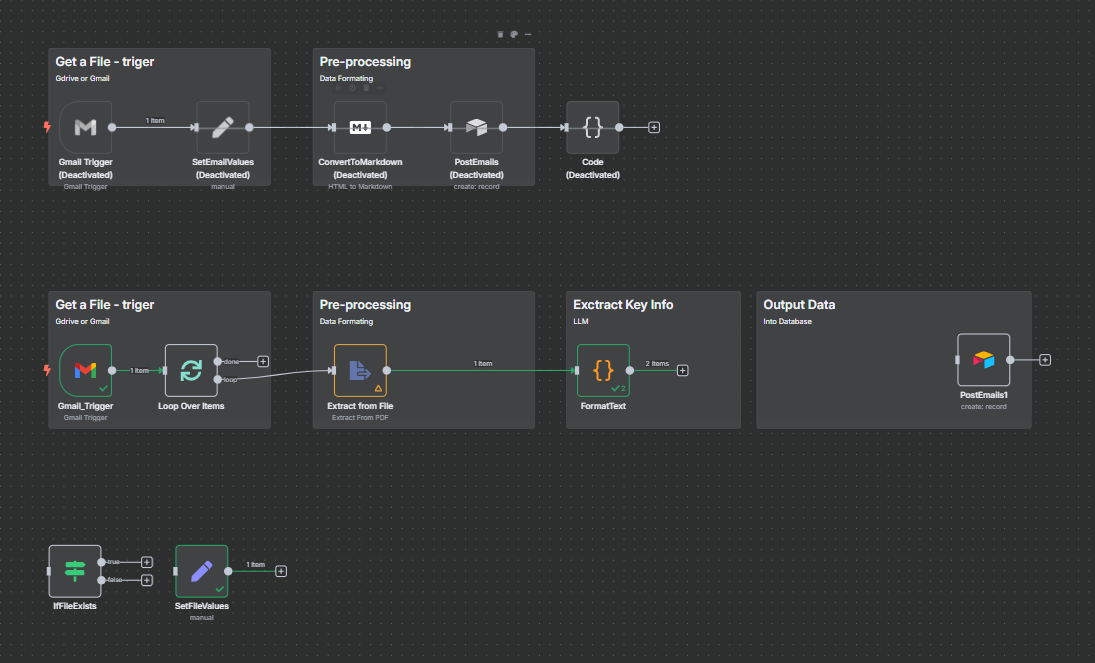 Get a File - triger
Gdrive or Gmail
Pre-processing
Data Formating
1 item
M↓
Gmail Trigger
(Deactivated)
Gmail Trigger
SetEmailValues
(Deactivated)
manual
ConvertToMarkdown
(Deactivated)
HTML to Markdown
PostEmails
(Deactivated)
create: record
{}
Code
(Deactivated)
Get a File - triger
Gdrive or Gmail
Pre-processing
Data Formating
Exctract Key Info
LLM
Output Data
Into Database
1 item
done
loop
1 item
{}
2
2 items
Gmail_Trigger
Gmail Trigger
Loop Over Items
Extract from File
Extract From PDF
FormatText
PostEmails1
create: record
true
false
IfFileExists
1 item
SetFileValues
manual